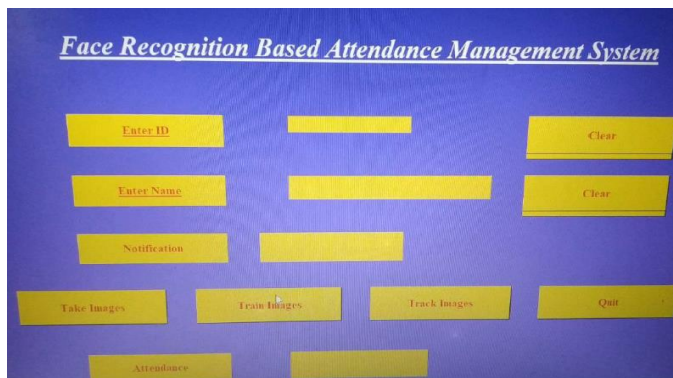 Face Recognition Based Attendance Management System
Enter ID Clear
Enter Name Clear
Notification
Take Images Train Images Track Images Quit
Attendance